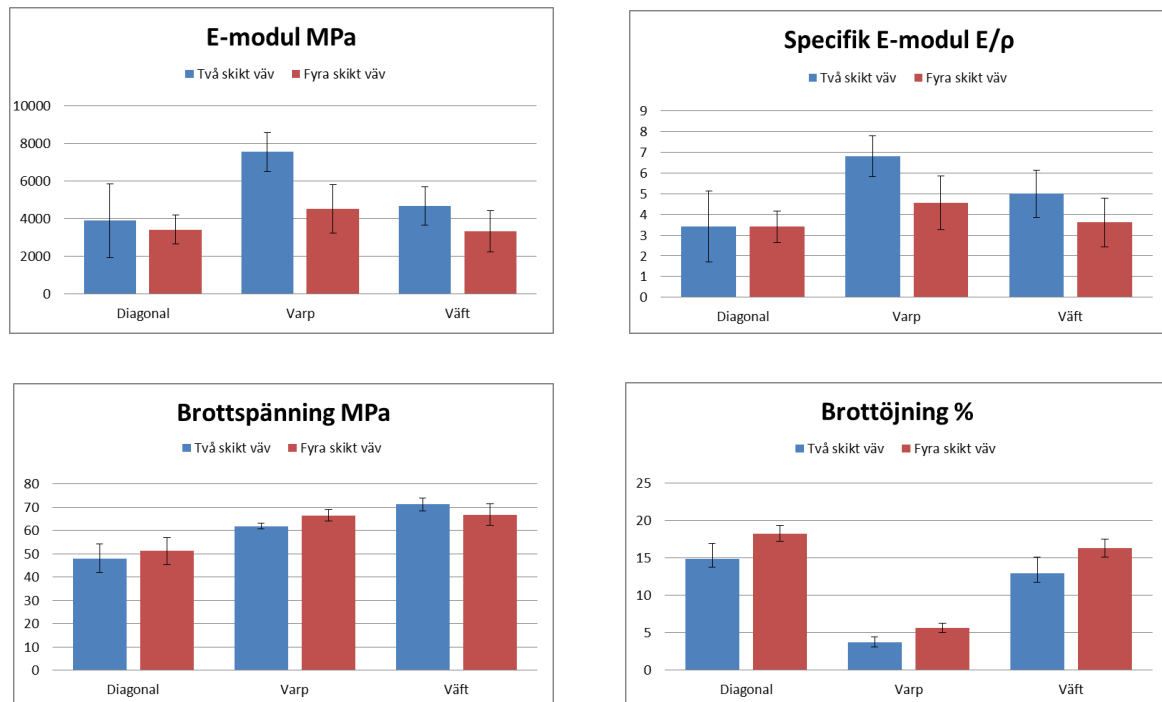 E-modul MPa
Två skikt väv Fyra skikt väv
10000
8000
6000
4000
2000
0
Diagonal Varp Väft
Specifik E-modul E/ρ
Två skikt väv Fyra skikt väv
9
8
7
6
5
4
3
2
1
0
Diagonal Varp Väft
Brottspänning MPa
Två skikt väv Fyra skikt väv
80
70
60
50
40
30
20
10
0
Diagonal Varp Väft
Brottöjning %
Två skikt väv Fyra skikt väv
25
20
15
10
5
0
Diagonal Varp Väft